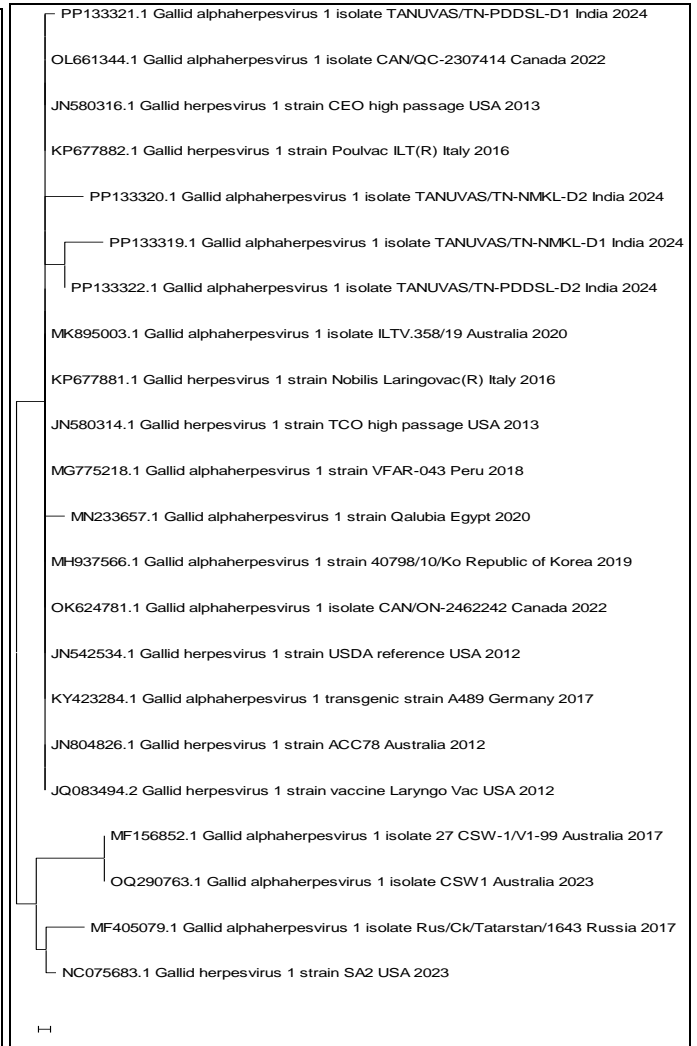 PP133321.1 Gallid alphaherpesvirus 1 isolate TANUVAS/TN-PDDSL-D1 India 2024
OL661344.1 Gallid alphaherpesvirus 1 isolate CAN/QC-2307414 Canada 2022
JN580316.1 Gallid herpesvirus 1 strain CEO high passage USA 2013
KP677882.1 Gallid herpesvirus 1 strain Poulvac ILT(R) Italy 2016
PP133320.1 Gallid alphaherpesvirus 1 isolate TANUVAS/TN-NMKL-D2 India 2024
PP133319.1 Gallid alphaherpesvirus 1 isolate TANUVAS/TN-NMKL-D1 India 2024
PP133322.1 Gallid alphaherpesvirus 1 isolate TANUVAS/TN-PDDSL-D2 India 2024
MK895003.1 Gallid alphaherpesvirus 1 isolate ILTV.358/19 Australia 2020
KP677881.1 Gallid herpesvirus 1 strain Nobilis Laringovac(R) Italy 2016
JN580314.1 Gallid herpesvirus 1 strain TCO high passage USA 2013
MG775218.1 Gallid alphaherpesvirus 1 strain VFAR-043 Peru 2018
MN233657.1 Gallid alphaherpesvirus 1 strain Qalubia Egypt 2020
MH937566.1 Gallid alphaherpesvirus 1 strain 40798/10/Ko Republic of Korea 2019
OK624781.1 Gallid alphaherpesvirus 1 isolate CAN/ON-2462242 Canada 2022
JN542534.1 Gallid herpesvirus 1 strain USDA reference USA 2012
KY423284.1 Gallid alphaherpesvirus 1 transgenic strain A489 Germany 2017
JN804826.1 Gallid herpesvirus 1 strain ACC78 Australia 2012
JQ083494.2 Gallid herpesvirus 1 strain vaccine Laryngo Vac USA 2012
MF156852.1 Gallid alphaherpesvirus 1 isolate 27 CSW-1/V1-99 Australia 2017
OQ290763.1 Gallid alphaherpesvirus 1 isolate CSW1 Australia 2023
MF405079.1 Gallid alphaherpesvirus 1 isolate Rus/Ck/Tatarstan/1643 Russia 2017
NC075683.1 Gallid herpesvirus 1 strain SA2 USA 2023